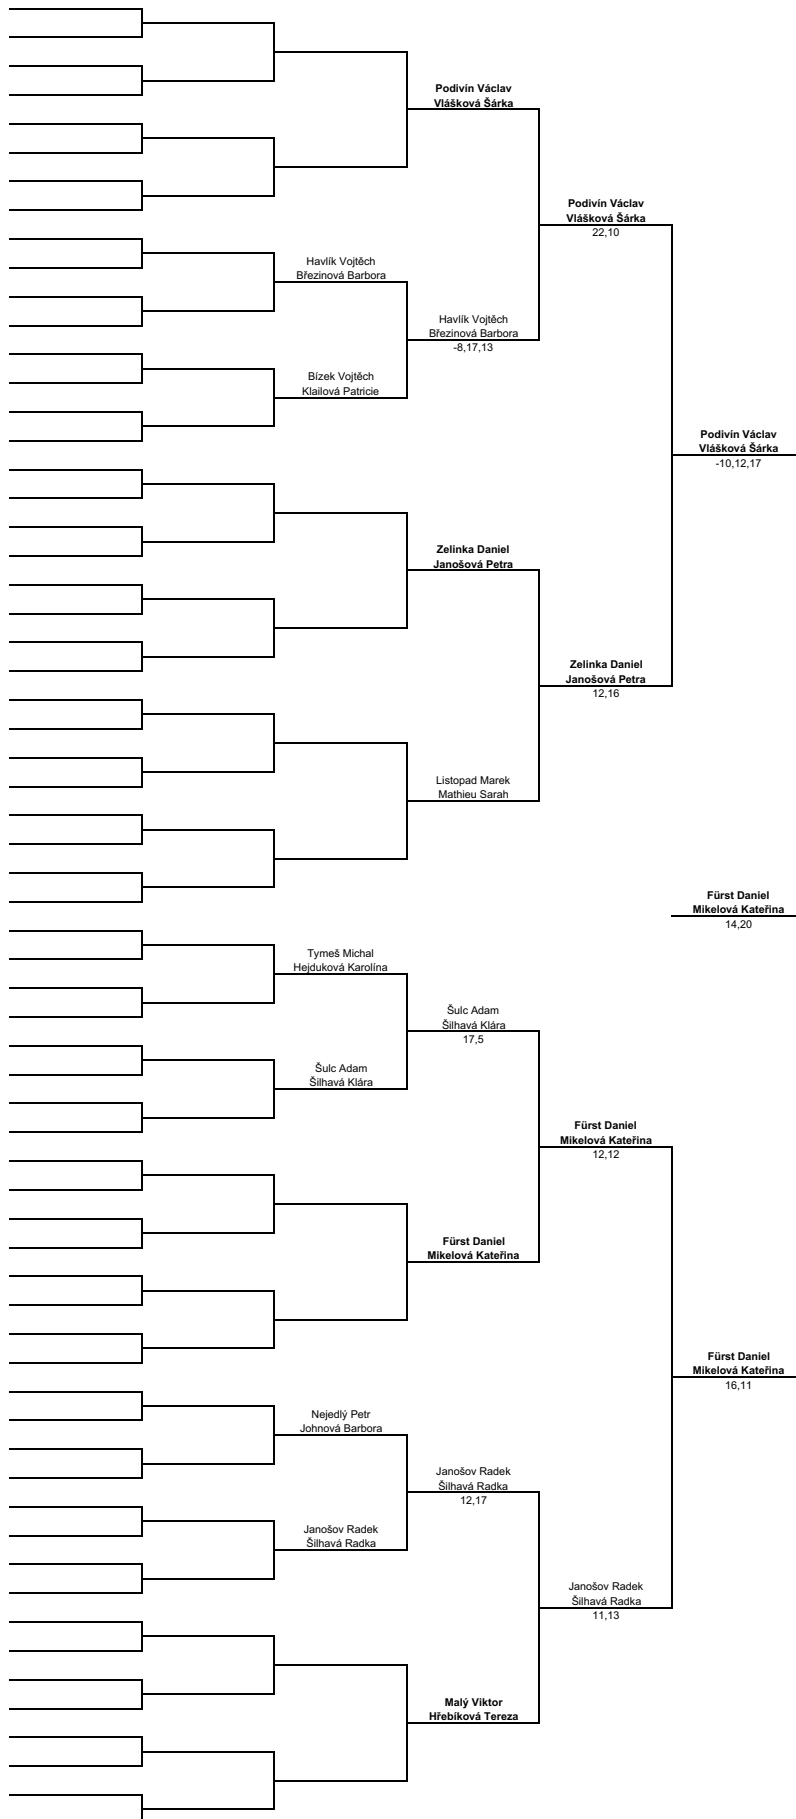 Podivín Václav
Vlášková Šárka
Podivín Václav
Vlášková Šárka
22,10
Havlík Vojtěch
Březinová Barbora
Havlík Vojtěch
Březinová Barbora
-8,17,13
Bízek Vojtěch
Klailová Patricie
Podivín Václav
Vlášková Šárka
-10,12,17
Zelinka Daniel
Janošová Petra
Zelinka Daniel
Janošová Petra
12,16
Listopad Marek
Mathieu Sarah
Fürst Daniel
Mikelová Kateřina
14,20
Tymeš Michal
Hejduková Karolína
Šulc Adam
Šilhavá Klára
17,5
Šulc Adam
Šilhavá Klára
Fürst Daniel
Mikelová Kateřina
12,12
Fürst Daniel
Mikelová Kateřina
Fürst Daniel
Mikelová Kateřina
16,11
Nejedlý Petr
Johnová Barbora
Janošov Radek
Šilhavá Radka
12,17
Janošov Radek
Šilhavá Radka
Janošov Radek
Šilhavá Radka
11,13
Malý Viktor
Hřebíková Tereza